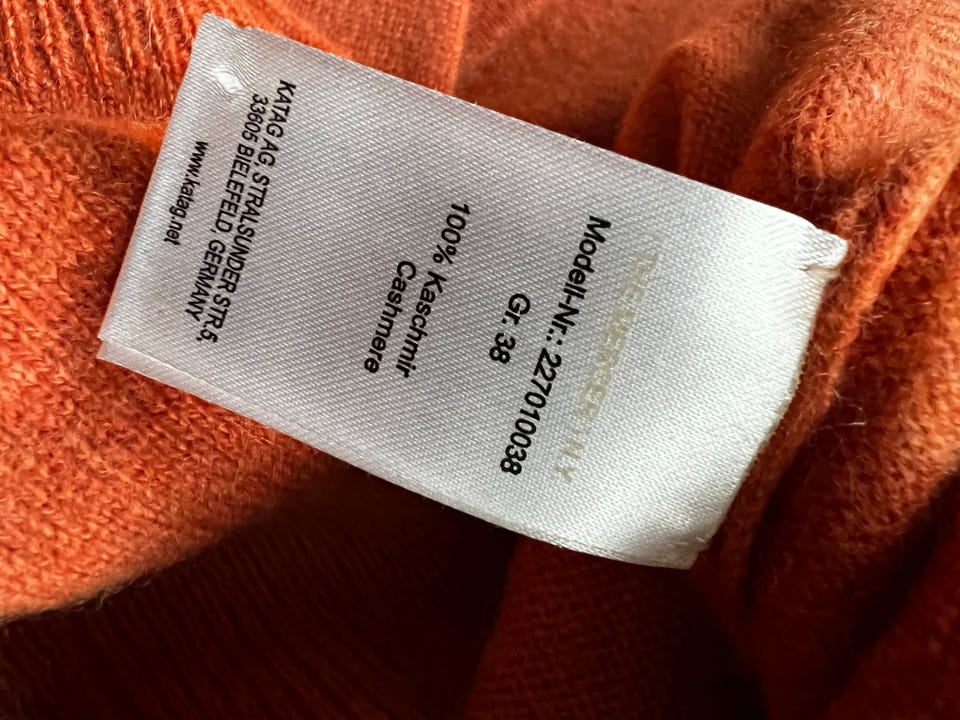 Modell-Nr.: 227010038
Gr. 38
100% Kaschmir
Cashmere
KATAG AG, STRALSUNDER STR.5,
33605 BIELEFELD, GERMANY
www.katag.net